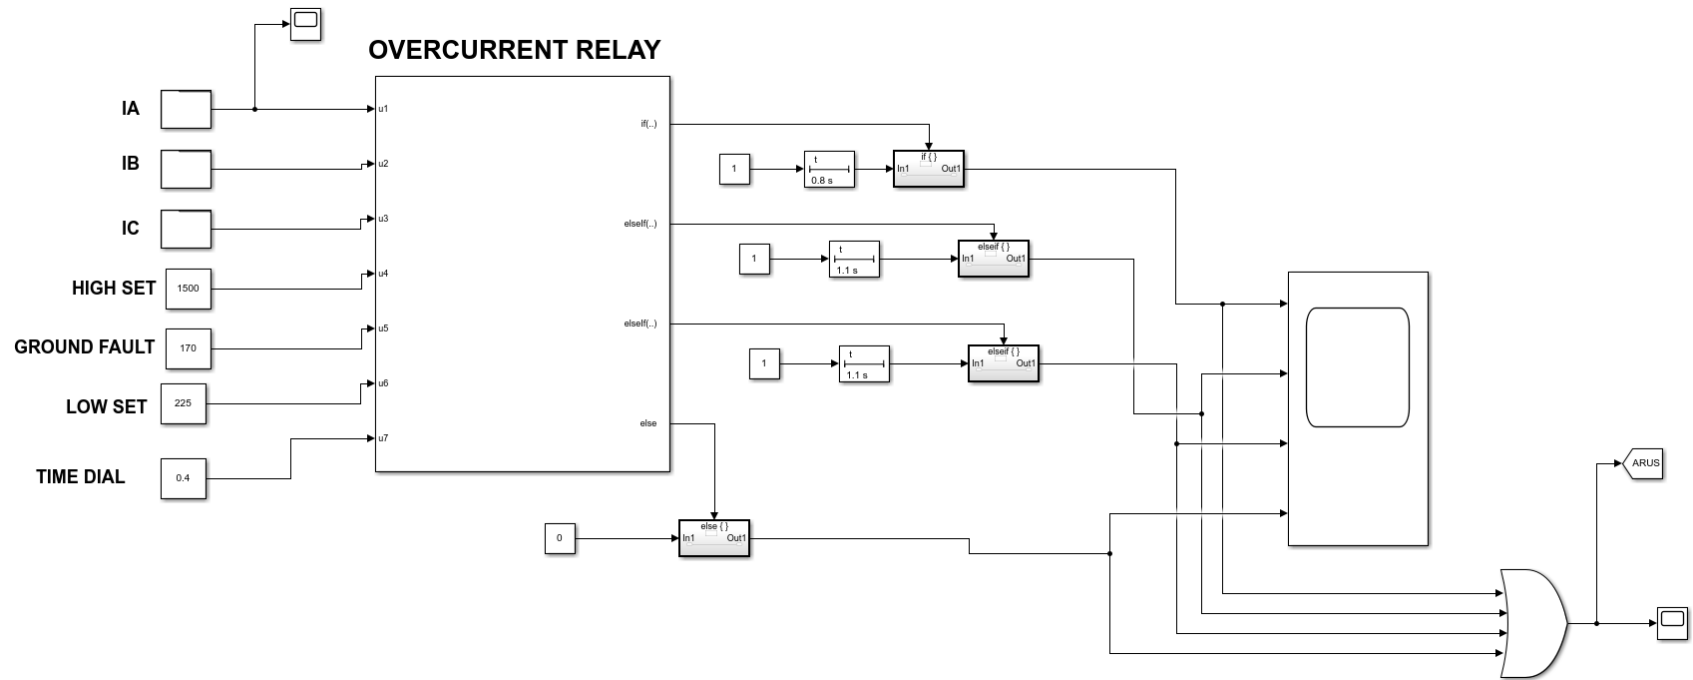 OVERCURRENT RELAY
IA
u1
if(..)
IB
u2
1
t
0.8 s
if { }
In1
Out1
IC
u3
elseif(..)
1
t
1.1 s
elseif { }
In1
Out1
HIGH SET
1500
u4
GROUND FAULT
170
u5
elseif(..)
1
t
1.1 s
elseif { }
In1
Out1
LOW SET
225
u6
else
TIME DIAL
0.4
u7
0
else { }
In1
Out1
ARUS